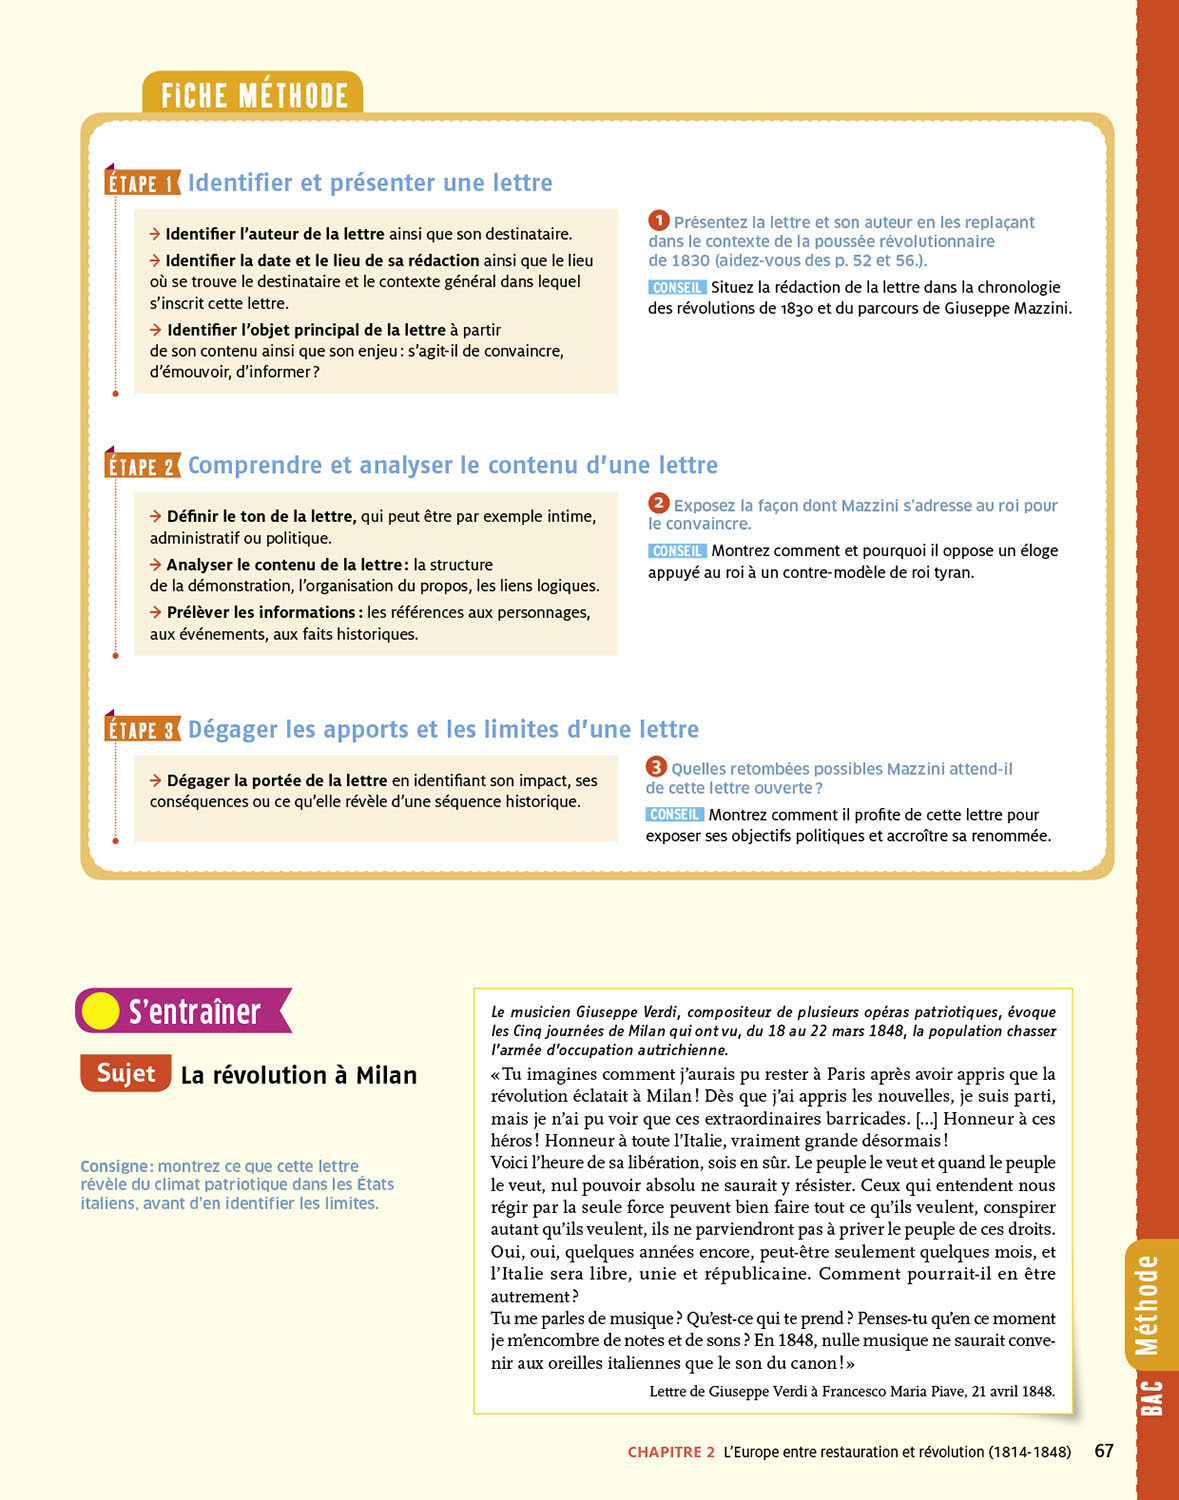 FiCHE MÉTHODE
ÉTAPE 1 Identifier et présenter une lettre
→ Identifier l'auteur de la lettre ainsi que son destinataire.
→ Identifier la date et le lieu de sa rédaction ainsi que le lieu
où se trouve le destinataire et le contexte général dans lequel
s'inscrit cette lettre.
→ Identifier l'objet principal de la lettre à partir
de son contenu ainsi que son enjeu : s'agit-il de convaincre,
d'émouvoir, d'informer ?
1 Présentez la lettre et son auteur en les replaçant
dans le contexte de la poussée révolutionnaire
de 1830 (aidez-vous des p. 52 et 56.).
CONSEIL Situez la rédaction de la lettre dans la chronologie
des révolutions de 1830 et du parcours de Giuseppe Mazzini.
ÉTAPE 2 Comprendre et analyser le contenu d'une lettre
→ Définir le ton de la lettre, qui peut être par exemple intime,
administratif ou politique.
→ Analyser le contenu de la lettre : la structure
de la démonstration, l'organisation du propos, les liens logiques.
→ Prélèver les informations : les références aux personnages,
aux événements, aux faits historiques.
2 Exposez la façon dont Mazzini s'adresse au roi pour
le convaincre.
CONSEIL Montrez comment et pourquoi il oppose un éloge
appuyé au roi à un contre-modèle de roi tyran.
ÉTAPE 3 Dégager les apports et les limites d'une lettre
→ Dégager la portée de la lettre en identifiant son impact, ses
conséquences ou ce qu'elle révèle d'une séquence historique.
3 Quelles retombées possibles Mazzini attend-il
de cette lettre ouverte ?
CONSEIL Montrez comment il profite de cette lettre pour
exposer ses objectifs politiques et accroître sa renommée.
S'entraîner
Sujet La révolution à Milan
Consigne : montrez ce que cette lettre
révèle du climat patriotique dans les États
italiens, avant d'en identifier les limites.
Le musicien Giuseppe Verdi, compositeur de plusieurs opéras patriotiques, évoque
les Cinq journées de Milan qui ont vu, du 18 au 22 mars 1848, la population chasser
l'armée d'occupation autrichienne.
« Tu imagines comment j'aurais pu rester à Paris après avoir appris que la
révolution éclatait à Milan ! Dès que j'ai appris les nouvelles, je suis parti,
mais je n'ai pu voir que ces extraordinaires barricades. [...] Honneur à ces
héros ! Honneur à toute l'Italie, vraiment grande désormais !
Voici l'heure de sa libération, sois en sûr. Le peuple le veut et quand le peuple
le veut, nul pouvoir absolu ne saurait y résister. Ceux qui entendent nous
régir par la seule force peuvent bien faire tout ce qu'ils veulent, conspirer
autant qu'ils veulent, ils ne parviendront pas à priver le peuple de ces droits.
Oui, oui, quelques années encore, peut-être seulement quelques mois, et
l'Italie sera libre, unie et républicaine. Comment pourrait-il en être
autrement ?
Tu me parles de musique ? Qu'est-ce qui te prend ? Penses-tu qu'en ce moment
je m'encombre de notes et de sons ? En 1848, nulle musique ne saurait conve-
nir aux oreilles italiennes que le son du canon ! »
Lettre de Giuseppe Verdi à Francesco Maria Piave, 21 avril 1848.
BAC Méthode
CHAPITRE 2 L'Europe entre restauration et révolution (1814-1848) 67